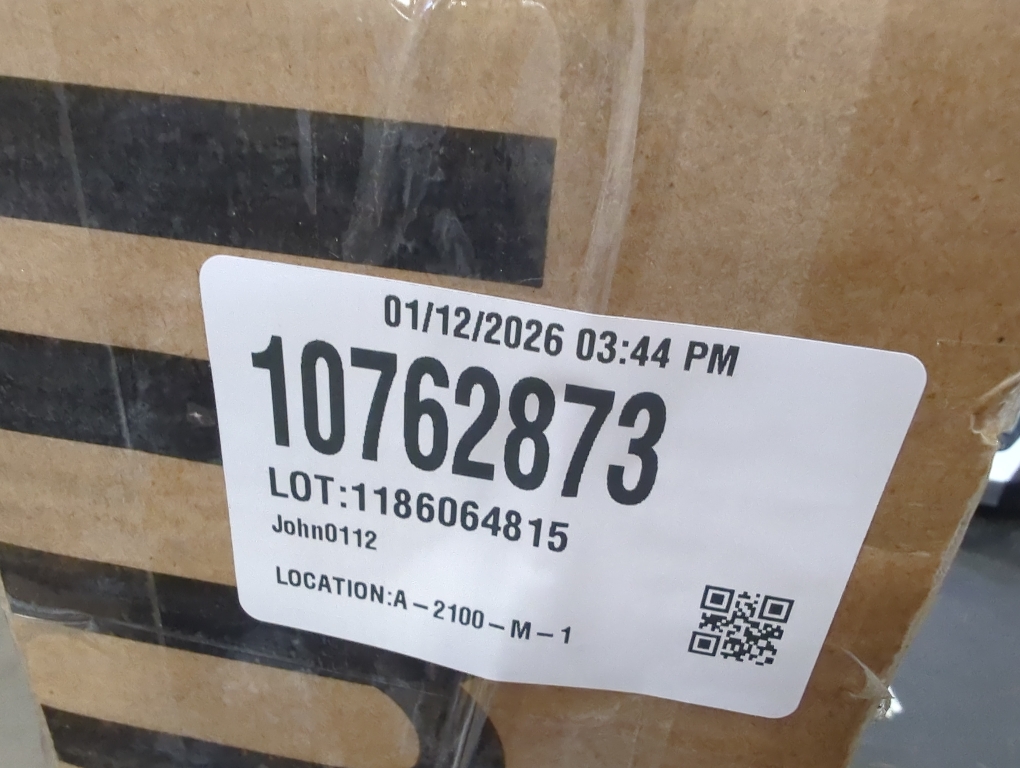 01/12/2026 03:44 PM
10762873
LOT:1186064815
John0112
LOCATION:A-2100-M-1